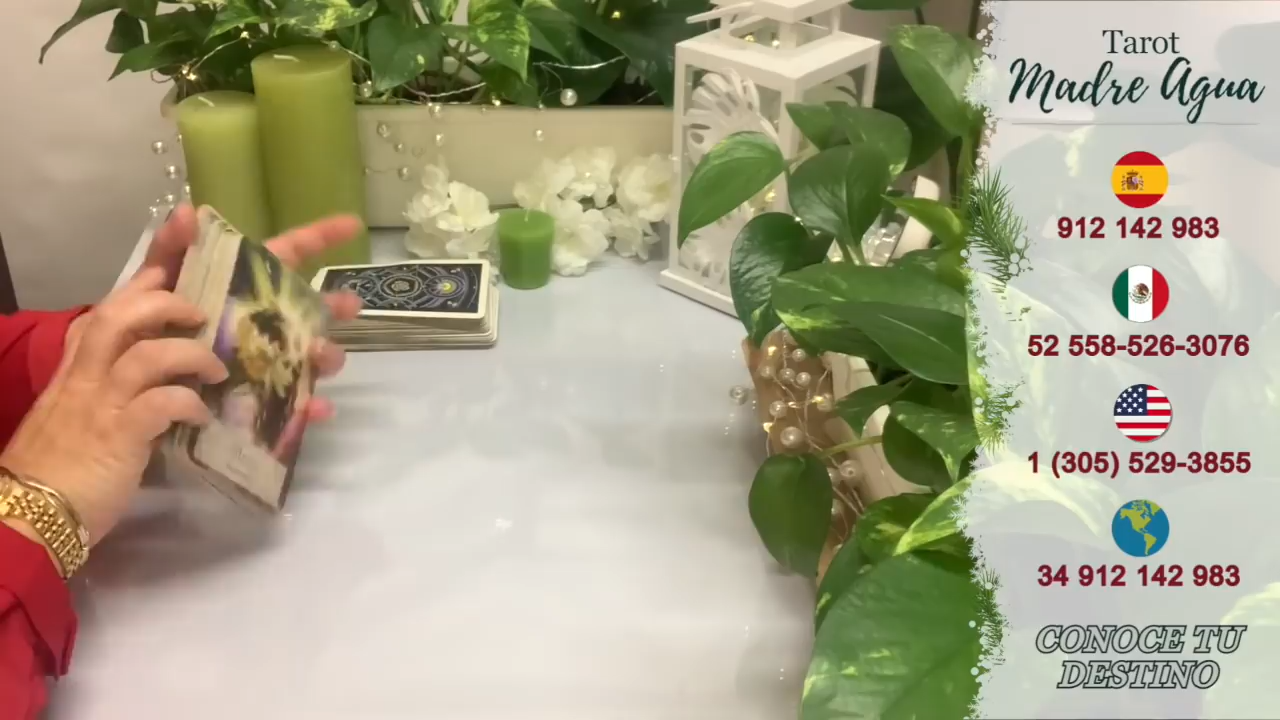 Tarot
Madre Agua
912 142 983
52 558-526-3076
1 (305) 529-3855
34 912 142 983
CONOCE TU
DESTINO